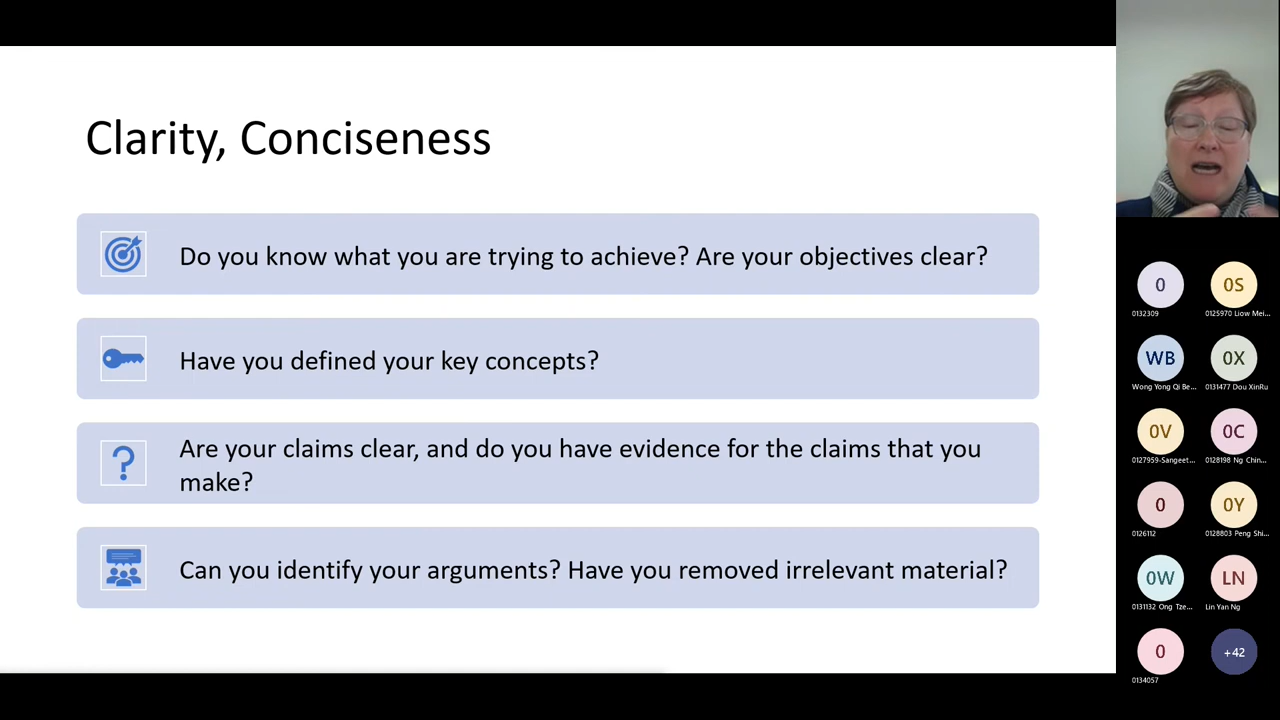 Clarity, Conciseness
Do you know what you are trying to achieve? Are your objectives clear?
Have you defined your key concepts?
Are your claims clear, and do you have evidence for the claims that you
make?
Can you identify your arguments? Have you removed irrelevant material?
0
0S
0132309
0125970 Liow Mei...
WB
0X
Wong Yong Qi Be...
0131477 Dou XinRu
0V
0C
0127959-Sangeet...
0128198 Ng Chin...
0
0Y
0126112
0128803 Peng Shi...
0W
LN
0131132 Ong Tze...
Lin Yan Ng
0
+42
0134057